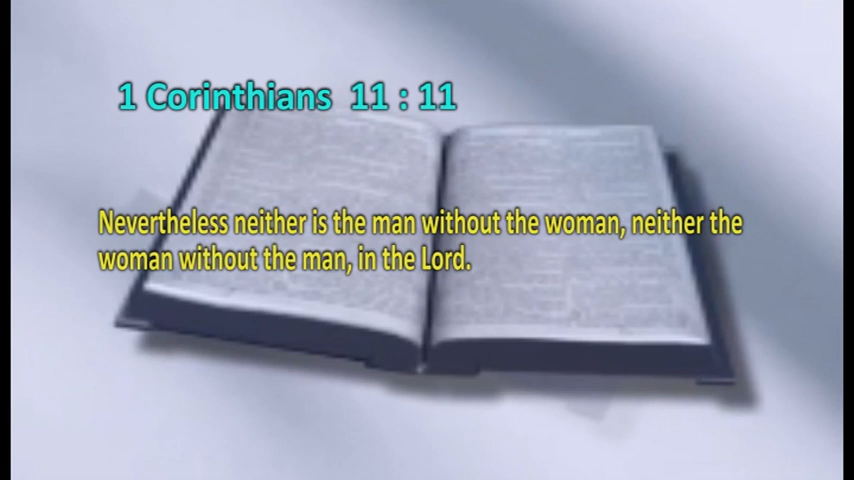 1 Corinthians 11 : 11
Nevertheless neither is the man without the woman, neither the
woman without the man, in the Lord.